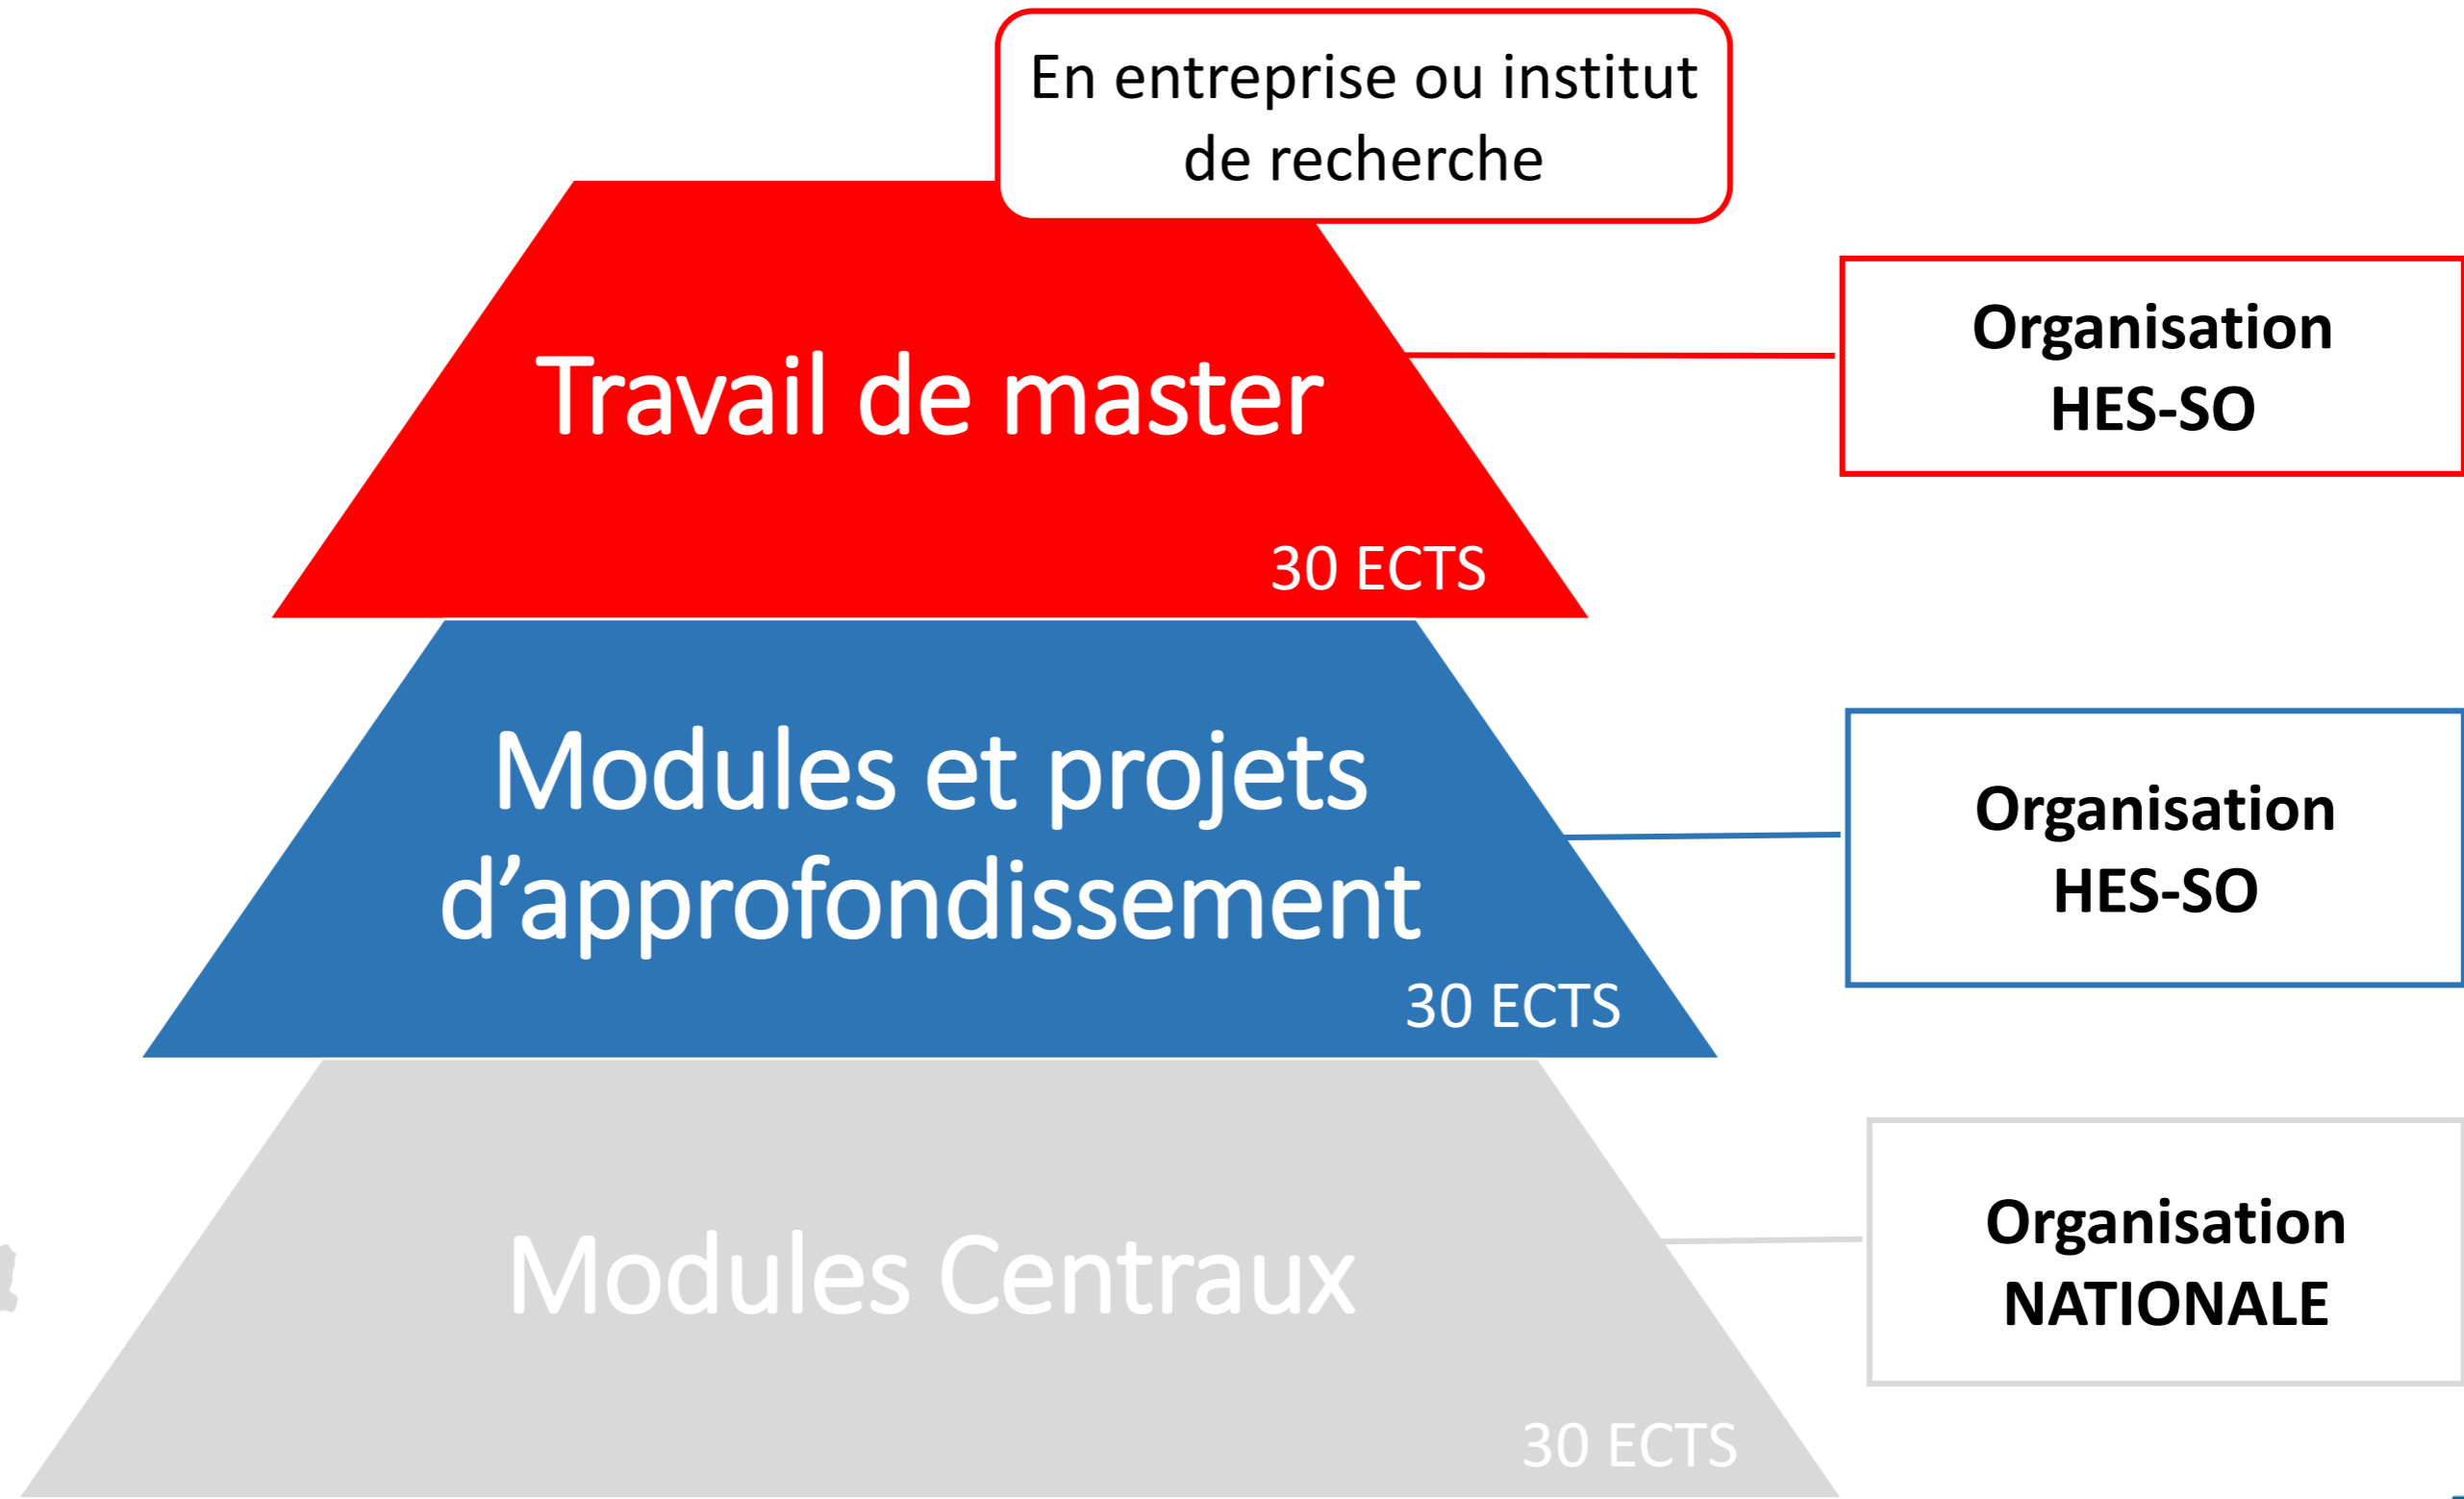 En entreprise ou institut
de recherche
Travail de master
30 ECTS
Organisation
HES-SO
Modules et projets
d’approfondissement
30 ECTS
Organisation
HES-SO
Modules Centraux
30 ECTS
Organisation
NATIONALE